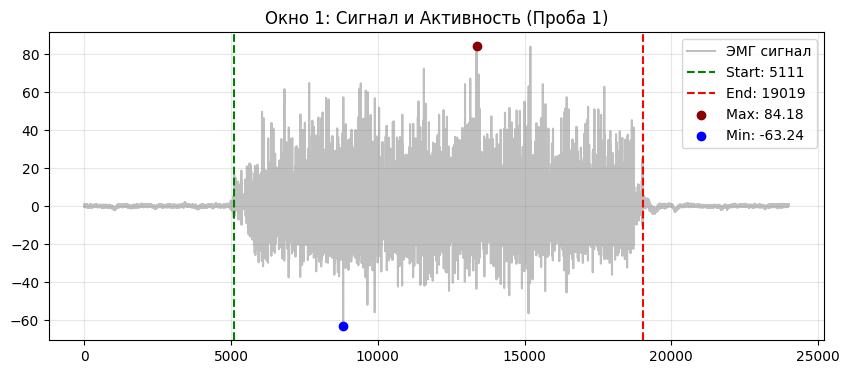 Окно 1: Сигнал и Активность (Проба 1)
80
60
40
20
0
−20
−40
−60
0
5000
10000
15000
20000
25000
ЭМГ сигнал
Start: 5111
End: 19019
Max: 84.18
Min: -63.24